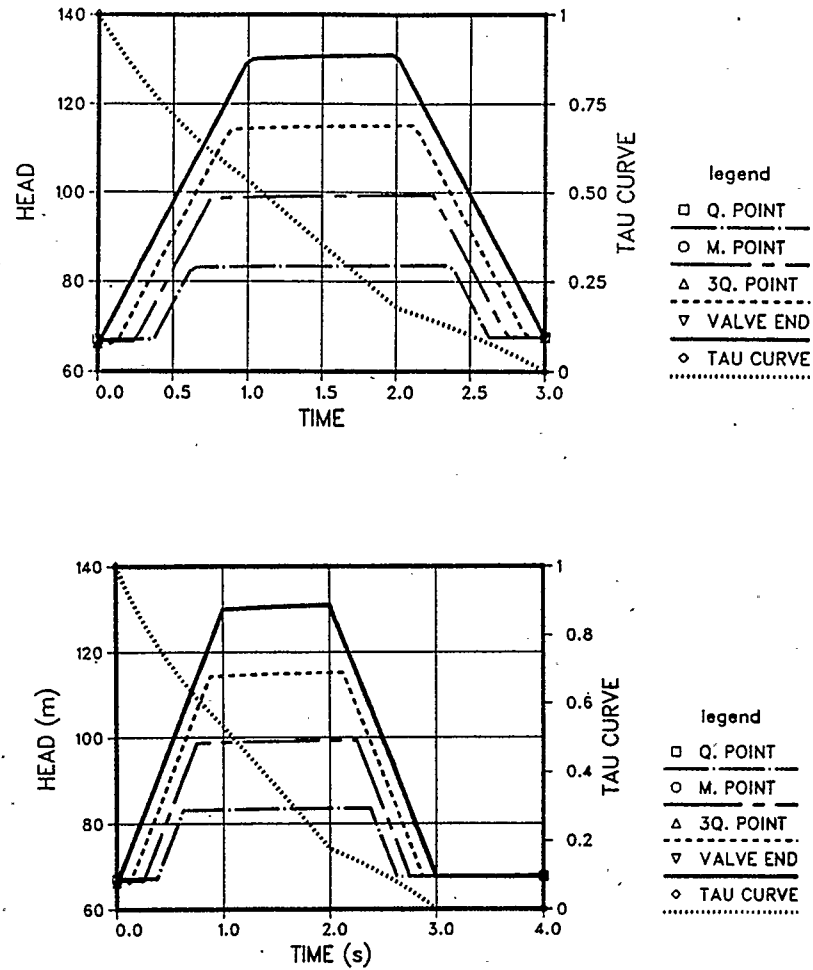 140
120
100
80
60
HEAD
0.0
0.5
1.0
1.5
2.0
2.5
3.0
TIME
1
0.75
0.50
0.25
0
TAU CURVE
legend
Q. POINT
M. POINT
3Q. POINT
VALVE END
TAU CURVE
140
120
100
80
60
HEAD (m)
0.0
1.0
2.0
3.0
4.0
TIME (s)
1
0.8
0.6
0.4
0.2
0
TAU CURVE
legend
Q. POINT
M. POINT
3Q. POINT
VALVE END
TAU CURVE